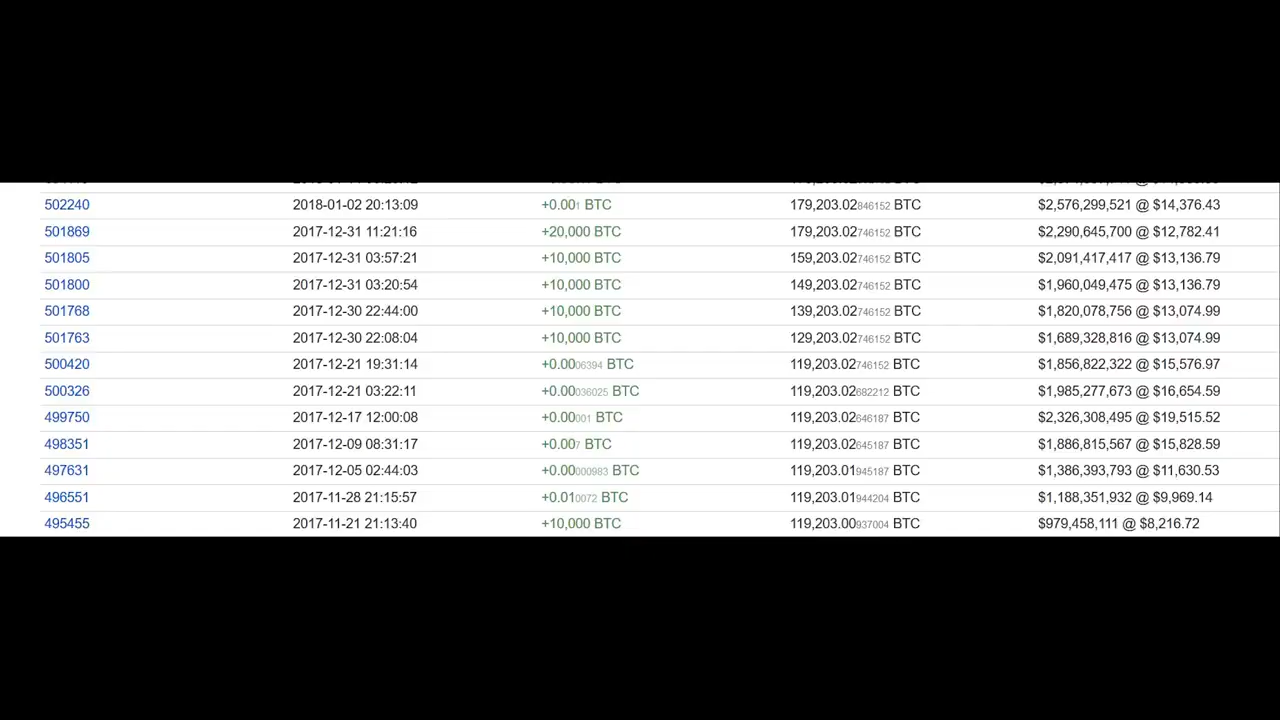 502240 2018-01-02 20:13:09 +0.001 BTC 179,203.02846152 BTC $2,576,299,521 @ $14,376.43
501869 2017-12-31 11:21:16 +20,000 BTC 179,203.02746152 BTC $2,290,645,700 @ $12,782.41
501805 2017-12-31 03:57:21 +10,000 BTC 159,203.02746152 BTC $2,091,417,417 @ $13,136.79
501800 2017-12-31 03:20:54 +10,000 BTC 149,203.02746152 BTC $1,960,049,475 @ $13,136.79
501768 2017-12-30 22:44:00 +10,000 BTC 139,203.02746152 BTC $1,820,078,756 @ $13,074.99
501763 2017-12-30 22:08:04 +10,000 BTC 129,203.02746152 BTC $1,689,328,816 @ $13,074.99
500420 2017-12-21 19:31:14 +0.0006394 BTC 119,203.02746152 BTC $1,856,822,322 @ $15,576.97
500326 2017-12-21 03:22:11 +0.00036025 BTC 119,203.02682212 BTC $1,985,277,673 @ $16,654.59
499750 2017-12-17 12:00:08 +0.00001 BTC 119,203.02646187 BTC $2,326,308,495 @ $19,515.52
498351 2017-12-09 08:31:17 +0.007 BTC 119,203.02645187 BTC $1,886,815,567 @ $15,828.59
497631 2017-12-05 02:44:03 +0.00000983 BTC 119,203.01945187 BTC $1,386,393,793 @ $11,630.53
496551 2017-11-28 21:15:57 +0.010072 BTC 119,203.01944204 BTC $1,188,351,932 @ $9,969.14
495455 2017-11-21 21:13:40 +10,000 BTC 119,203.00937004 BTC $979,458,111 @ $8,216.72